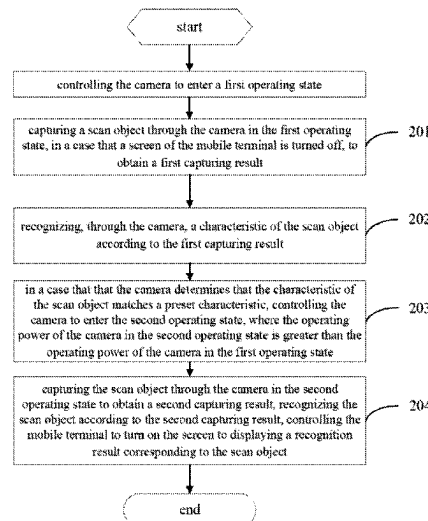 start
controlling the camera to enter a first operating state
capturing a scan object through the camera in the first operating
state, in a case that a screen of the mobile terminal is turned off, to
obtain a first capturing result
201
recognizing, through the camera, a characteristic of the scan object
according to the first capturing result
202
in a case that that the camera determines that the characteristic of
the scan object matches a preset characteristic, controlling the
camera to enter the second operating state, where the operating
power of the camera in the second operating state is greater than the
operating power of the camera in the first operating state
203
capturing the scan object through the camera in the second
operating state to obtain a second capturing result, recognizing the
scan object according to the second capturing result, controlling the
mobile terminal to turn on the screen to displaying a recognition
result corresponding to the scan object
204
end